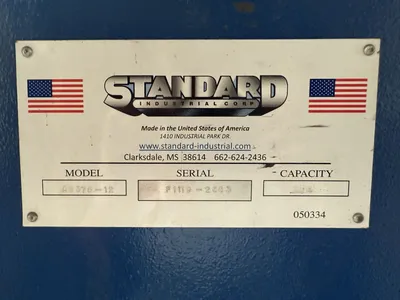 STANDARD
INDUSTRIAL CORP
Made in the United States of America
1410 INDUSTRIAL PARK DR.
www.standard-industrial.com
Clarksdale, MS 38614 662-624-2436
MODEL SERIAL CAPACITY
050334